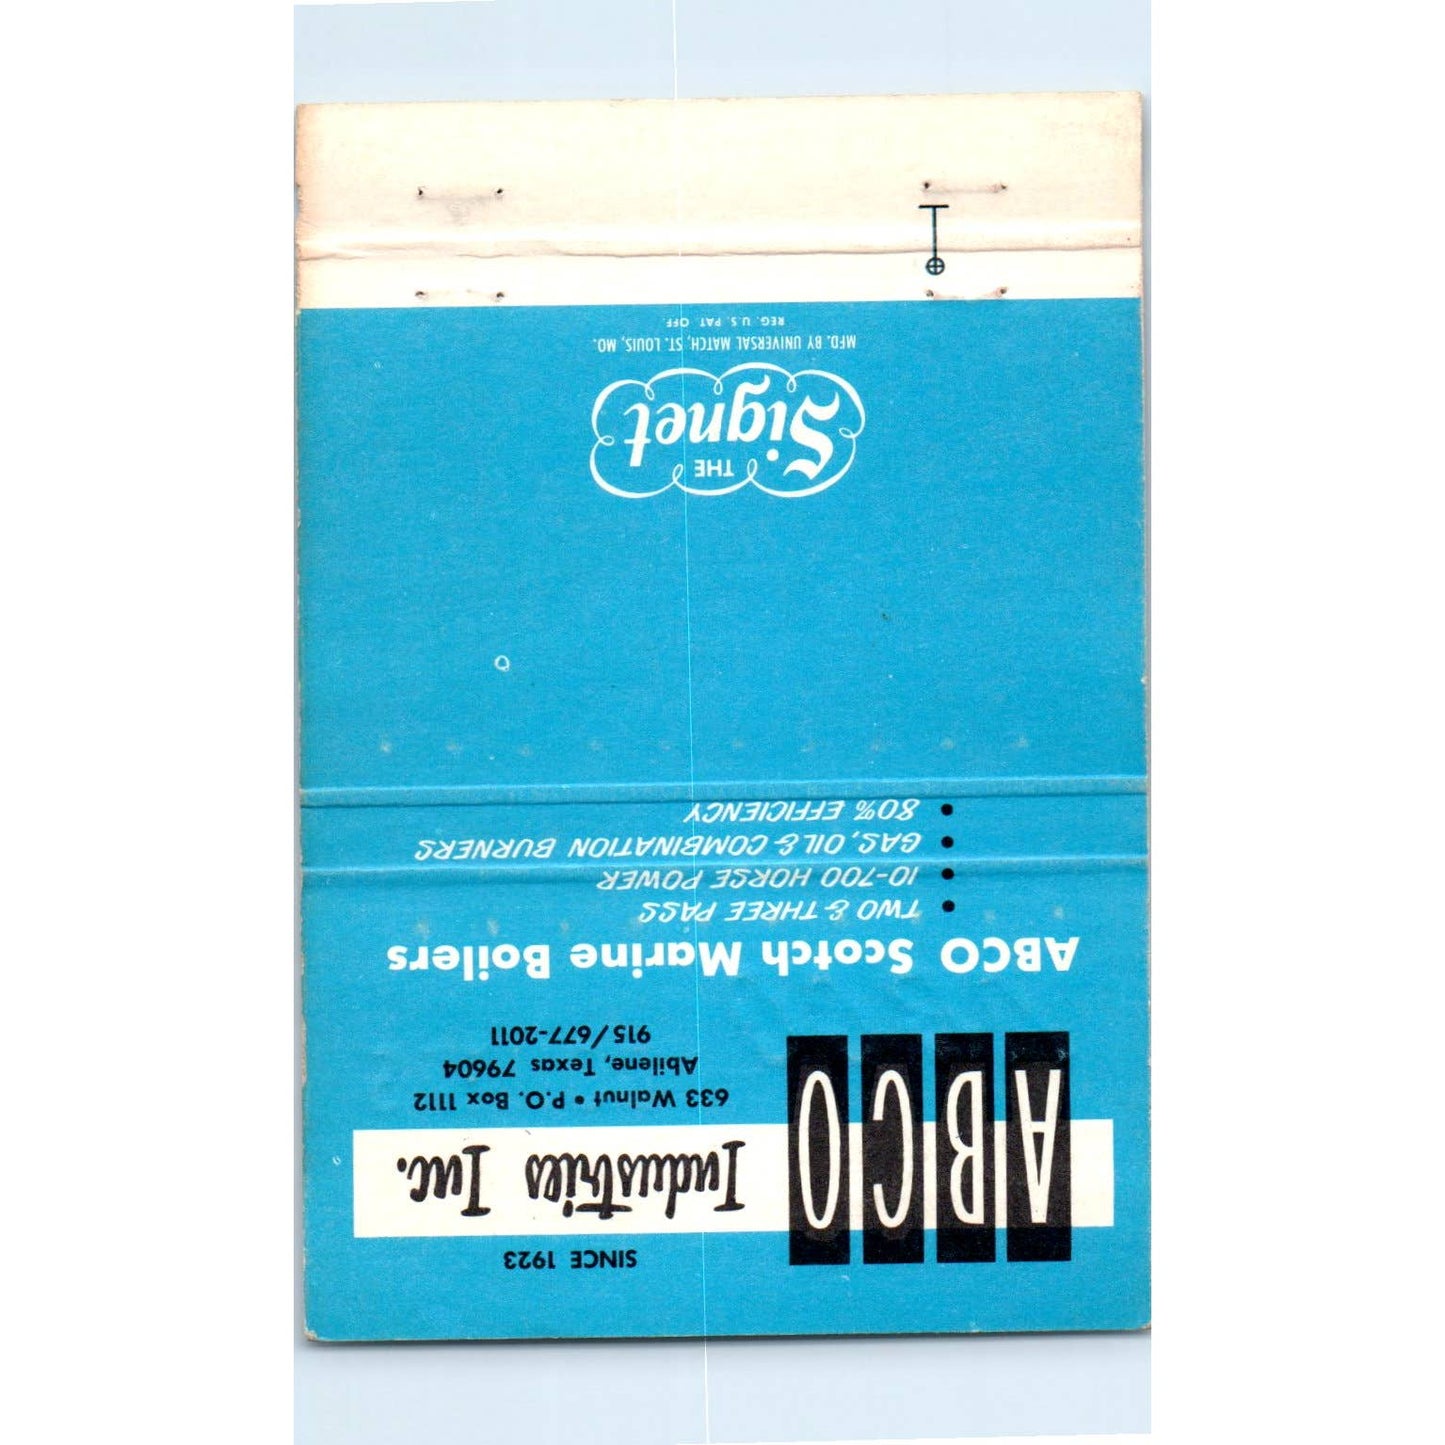 SINCE 1923
ABCO Industries Inc.
633 Walnut • P.O. Box 1112
Abilene, Texas 79604
915/677-2011
ABCO Scotch Marine Boilers
• TWO & THREE PASS
• 10-700 HORSE POWER
• GAS, OIL & COMBINATION BURNERS
• 80% EFFICIENCY
THE
Signet
MFD. BY UNIVERSAL MATCH, ST. LOUIS, MO.
REG. U.S. PAT. OFF.